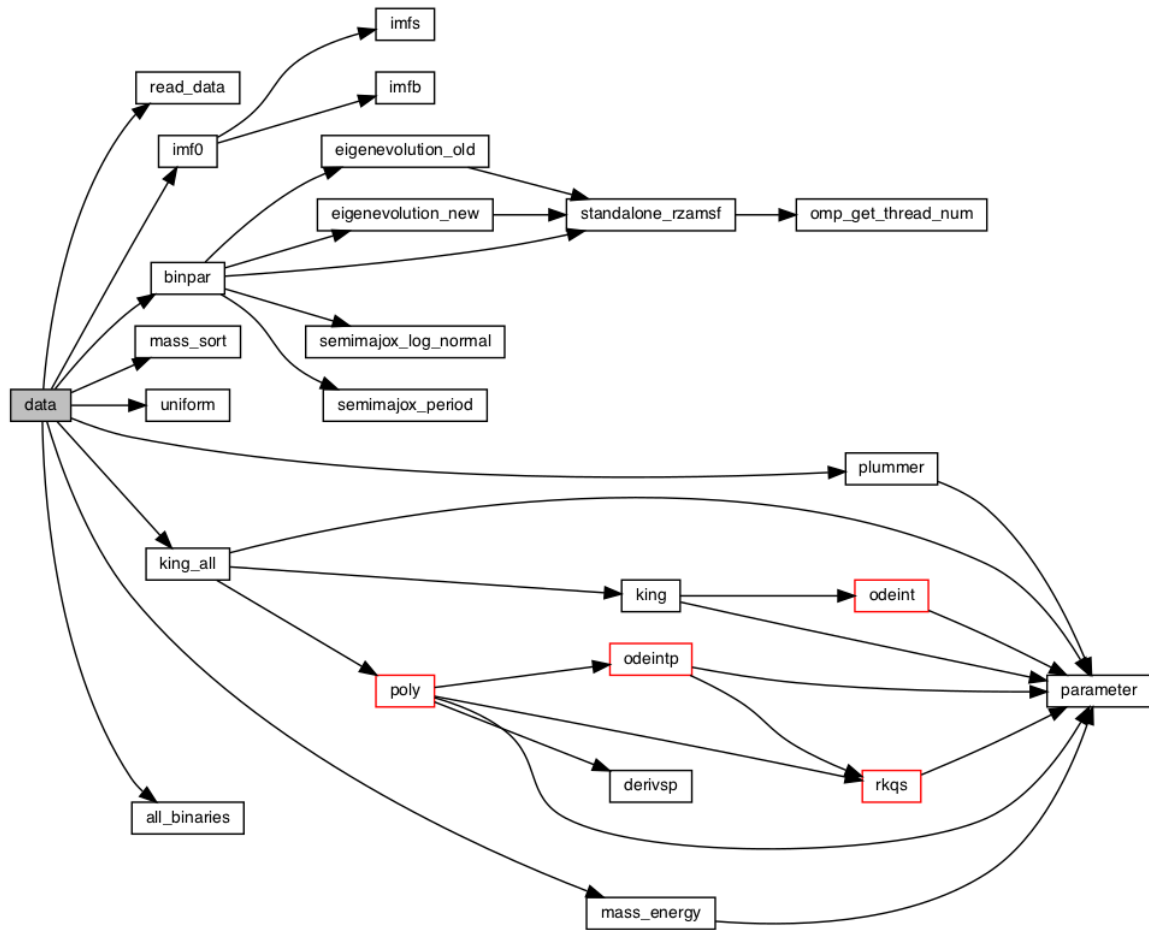 imfs
read_data
imfb
imf0
eigenevolution_old
eigenevolution_new
standalone_rzamsf
omp_get_thread_num
binpar
mass_sort
semimajox_log_normal
data
uniform
semimajox_period
plummer
king_all
king
odeint
odeintp
poly
parameter
derivsp
rkqs
all_binaries
mass_energy